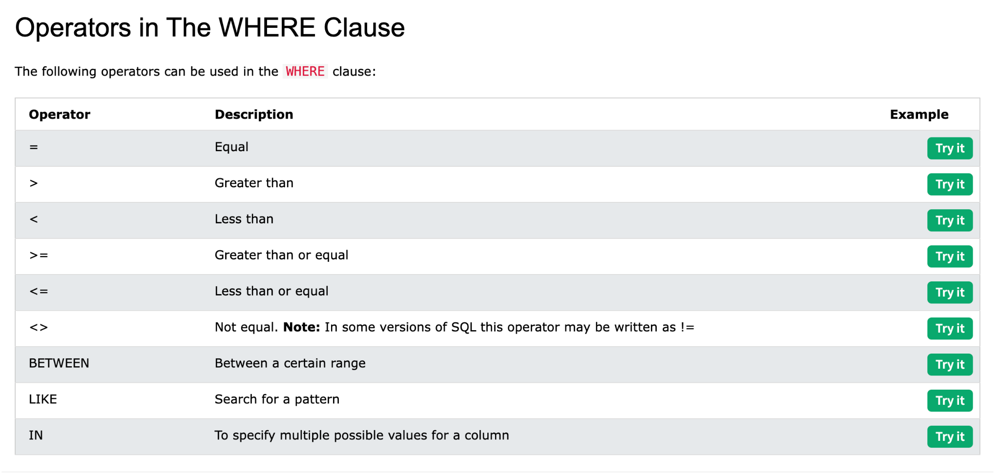 Operators in The WHERE Clause
The following operators can be used in the WHERE clause:
Operator Description Example
= Equal Try it
> Greater than Try it
< Less than Try it
>= Greater than or equal Try it
<= Less than or equal Try it
<> Not equal. Note: In some versions of SQL this operator may be written as != Try it
BETWEEN Between a certain range Try it
LIKE Search for a pattern Try it
IN To specify multiple possible values for a column Try it